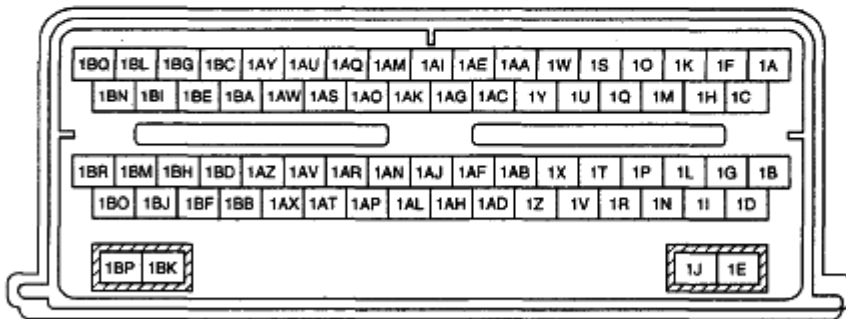 1BQ 1BL 1BG 1BC 1AY 1AU 1AQ 1AM 1AI 1AE 1AA 1W 1S 1O 1K 1F 1A
1BN 1BI 1BE 1BA 1AW 1AS 1AO 1AK 1AG 1AC 1Y 1U 1Q 1M 1H 1C
1BR 1BM 1BH 1BD 1AZ 1AV 1AR 1AN 1AJ 1AF 1AB 1X 1T 1P 1L 1G 1B
1BO 1BJ 1BF 1BB 1AX 1AT 1AP 1AL 1AH 1AD 1Z 1V 1R 1N 1I 1D
1BP 1BK 1J 1E